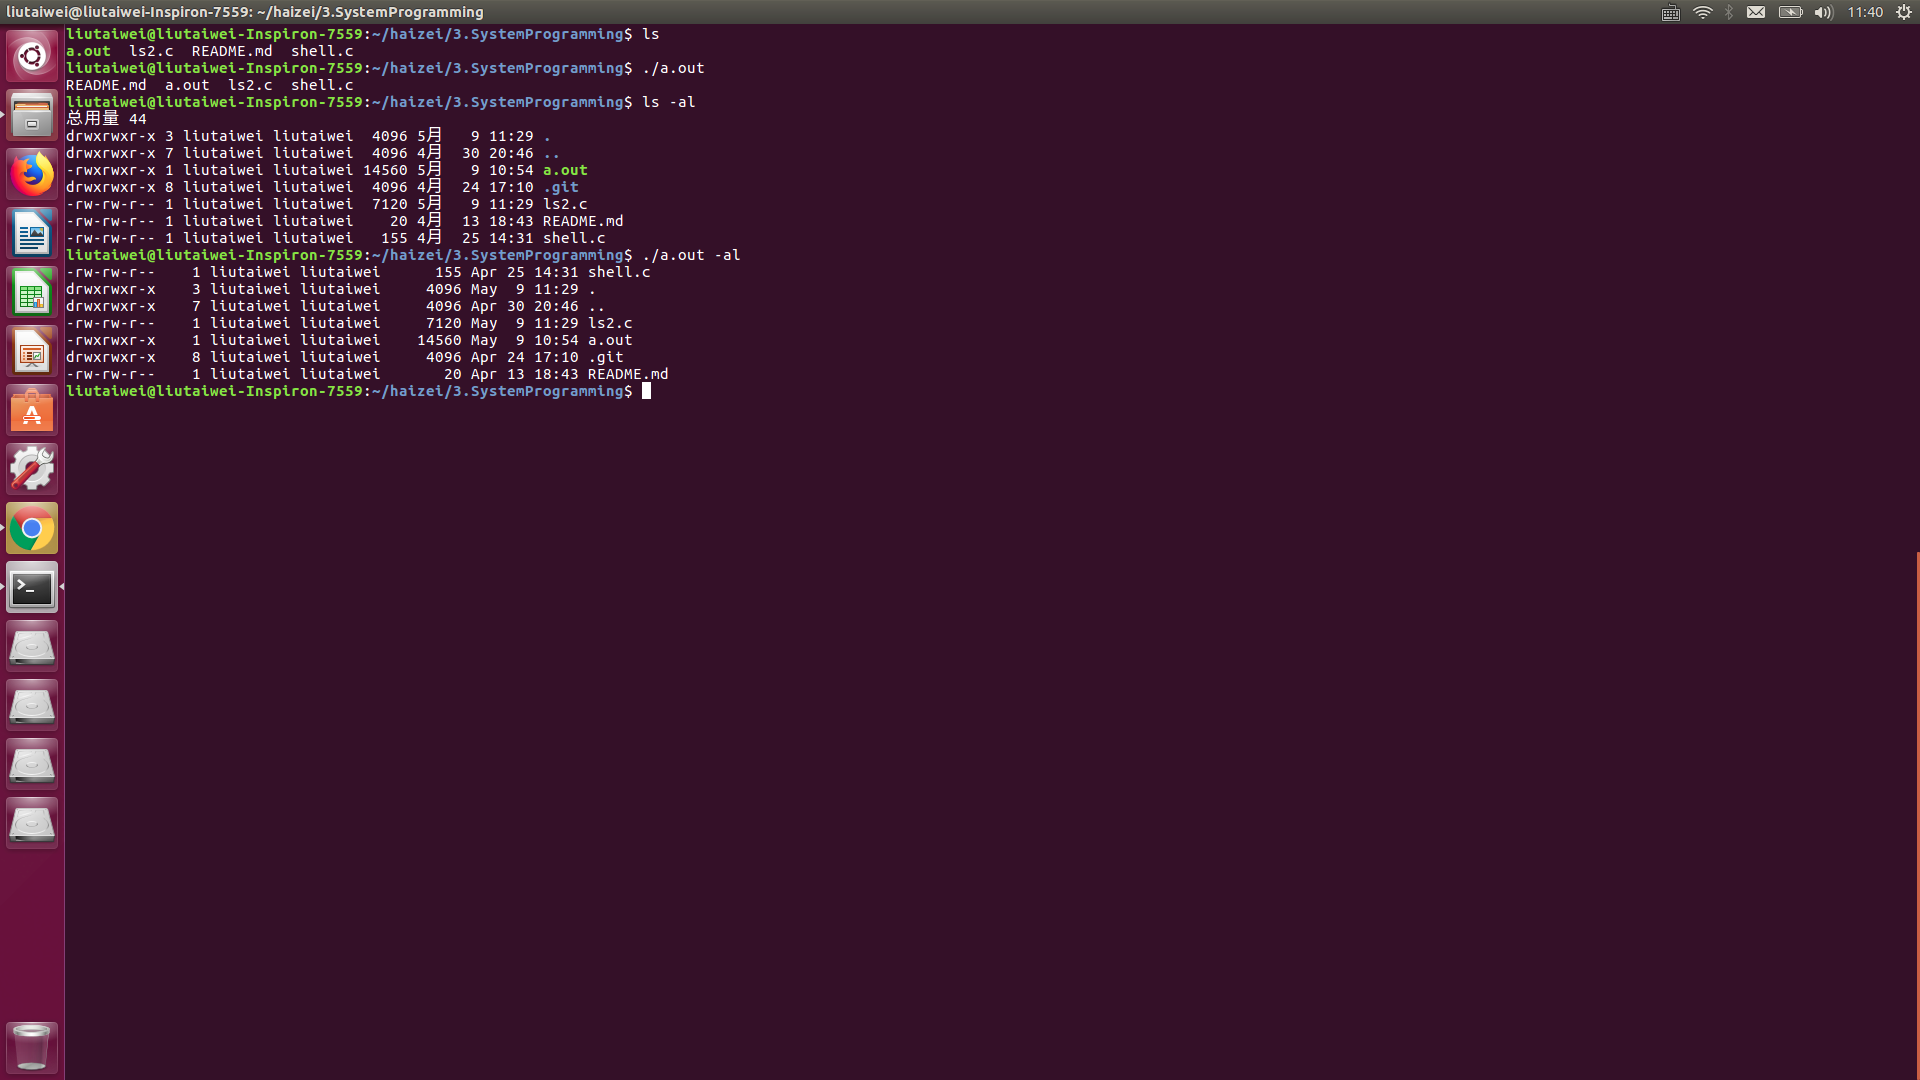 liutaiwei@liutaiwei-Inspiron-7559: ~/haizei/3.SystemProgramming 11:40
liutaiwei@liutaiwei-Inspiron-7559:~/haizei/3.SystemProgramming$ ls
a.out  ls2.c  README.md  shell.c
liutaiwei@liutaiwei-Inspiron-7559:~/haizei/3.SystemProgramming$ ./a.out
README.md  a.out  ls2.c  shell.c
liutaiwei@liutaiwei-Inspiron-7559:~/haizei/3.SystemProgramming$ ls -al
总用量 44
drwxrwxr-x 3 liutaiwei liutaiwei  4096 5月   9 11:29 .
drwxrwxr-x 7 liutaiwei liutaiwei  4096 4月  30 20:46 ..
-rwxrwxr-x 1 liutaiwei liutaiwei 14560 5月   9 10:54 a.out
drwxrwxr-x 8 liutaiwei liutaiwei  4096 4月  24 17:10 .git
-rw-rw-r-- 1 liutaiwei liutaiwei  7120 5月   9 11:29 ls2.c
-rw-rw-r-- 1 liutaiwei liutaiwei    20 4月  13 18:43 README.md
-rw-rw-r-- 1 liutaiwei liutaiwei   155 4月  25 14:31 shell.c
liutaiwei@liutaiwei-Inspiron-7559:~/haizei/3.SystemProgramming$ ./a.out -al
-rw-rw-r--    1 liutaiwei liutaiwei      155 Apr 25 14:31 shell.c
drwxrwxr-x    3 liutaiwei liutaiwei     4096 May  9 11:29 .
drwxrwxr-x    7 liutaiwei liutaiwei     4096 Apr 30 20:46 ..
-rw-rw-r--    1 liutaiwei liutaiwei     7120 May  9 11:29 ls2.c
-rwxrwxr-x    1 liutaiwei liutaiwei    14560 May  9 10:54 a.out
drwxrwxr-x    8 liutaiwei liutaiwei     4096 Apr 24 17:10 .git
-rw-rw-r--    1 liutaiwei liutaiwei       20 Apr 13 18:43 README.md
liutaiwei@liutaiwei-Inspiron-7559:~/haizei/3.SystemProgramming$